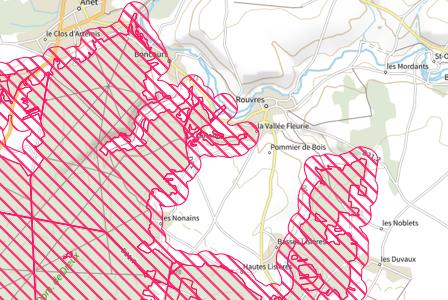 Anet
le Clos d'Artemis
Boncourt
St-O
les Mordants
Rouvres
la Vallée Fleurie
Pommier de Bois
les Nonains
les Noblets
Basses Lisières
les Duvaux
Hautes Lisières